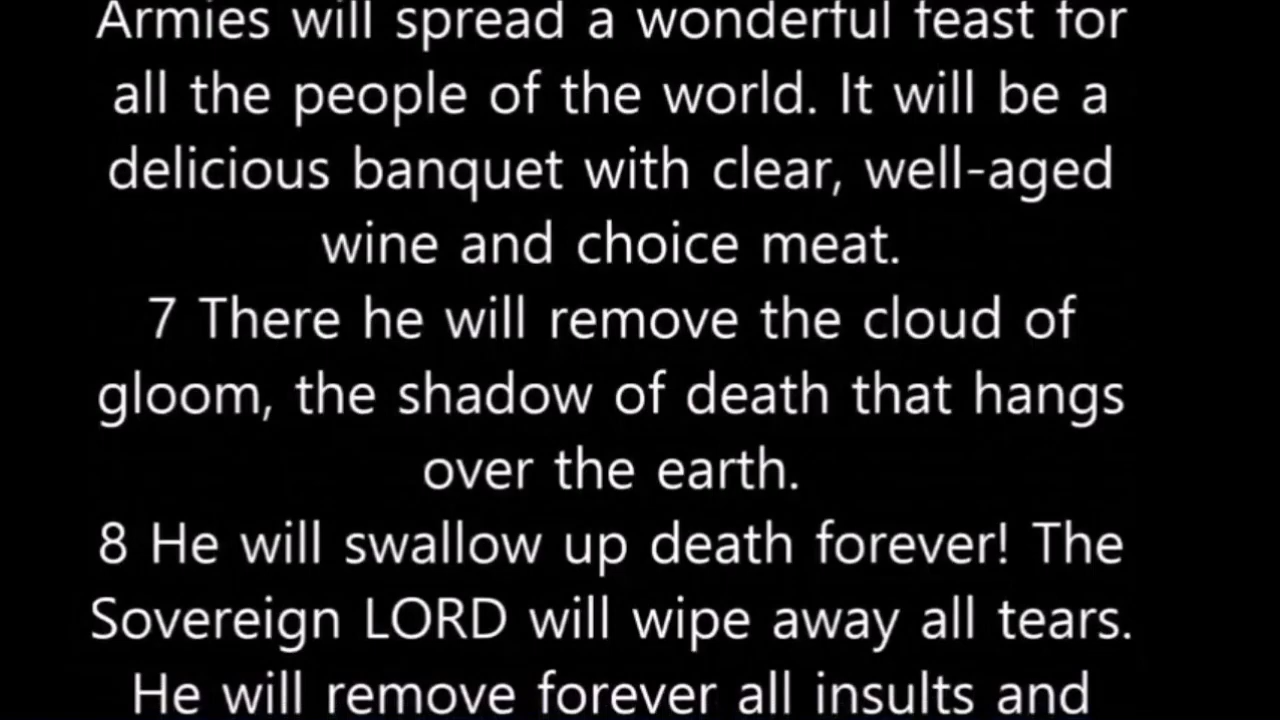 Armies will spread a wonderful feast for
all the people of the world. It will be a
delicious banquet with clear, well-aged
wine and choice meat.
7 There he will remove the cloud of
gloom, the shadow of death that hangs
over the earth.
8 He will swallow up death forever! The
Sovereign LORD will wipe away all tears.
He will remove forever all insults and